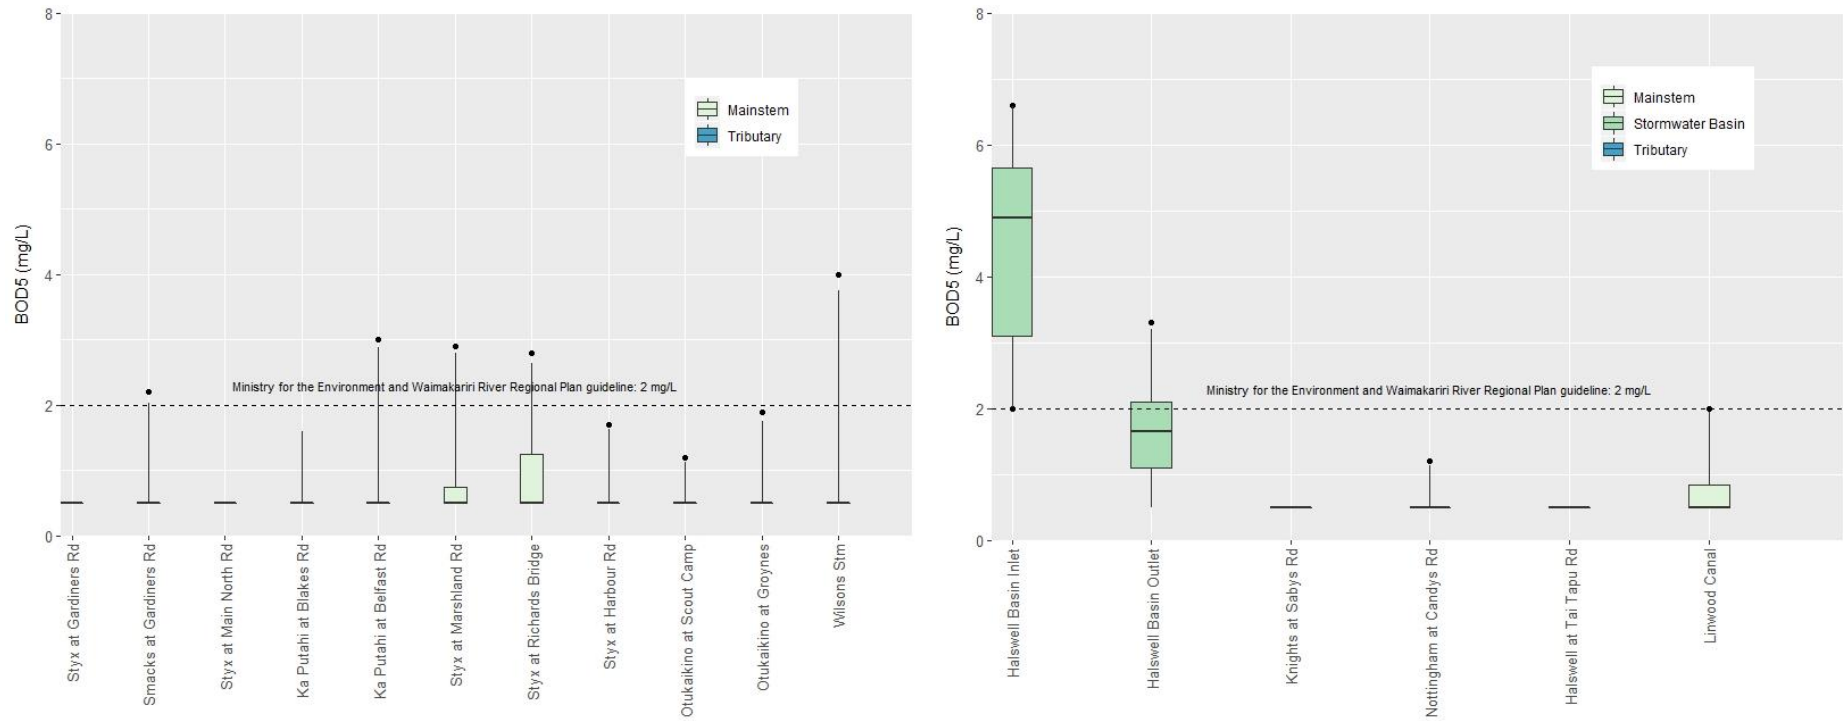 8
6
4
2
0
BOD5 (mg/L)
Mainstem
Tributary
Ministry for the Environment and Waimakariri River Regional Plan guideline: 2 mg/L
Styx at Gardiners Rd
Smacks at Gardiners Rd
Styx at Main North Rd
Ka Putahi at Blakes Rd
Ka Putahi at Belfast Rd
Styx at Marshland Rd
Styx at Richards Bridge
Styx at Harbour Rd
Otukaikino at Scout Camp
Otukaikino at Groynes
Wilsons Stm
8
6
4
2
0
BOD5 (mg/L)
Mainstem
Stormwater Basin
Tributary
Ministry for the Environment and Waimakariri River Regional Plan guideline: 2 mg/L
Halswell Basin Inlet
Halswell Basin Outlet
Knights at Sabys Rd
Nottingham at Candys Rd
Halswell at Tai Tapu Rd
Linwood Canal